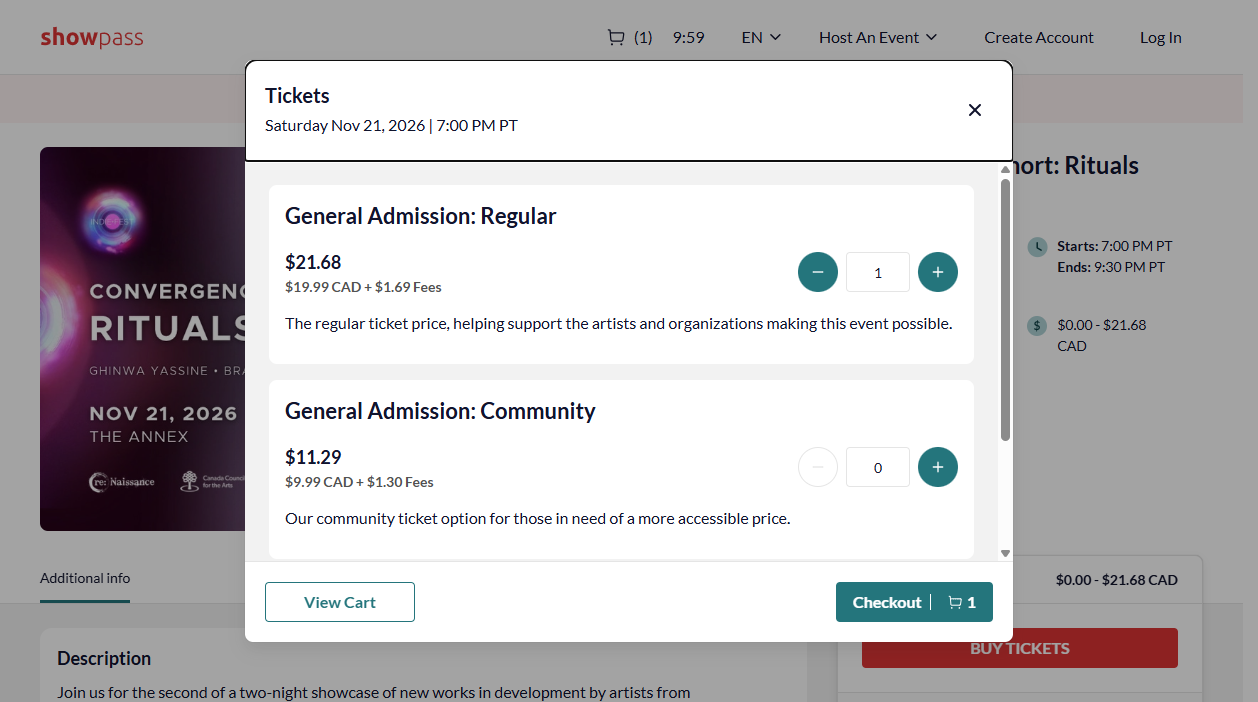 showpass
(1) 9:59 EN Host An Event Create Account Log In
Tickets
Saturday Nov 21, 2026 | 7:00 PM PT
General Admission: Regular
$21.68
$19.99 CAD + $1.69 Fees
1
The regular ticket price, helping support the artists and organizations making this event possible.
General Admission: Community
$11.29
$9.99 CAD + $1.30 Fees
0
Our community ticket option for those in need of a more accessible price.
View Cart
Checkout 1
CONVERGENC
RITUALS
GHINWA YASSINE • BRA
NOV 21, 2026
THE ANNEX
re:Naissance
Canada Council
for the Arts
hort: Rituals
Starts: 7:00 PM PT
Ends: 9:30 PM PT
$ $0.00 - $21.68
CAD
Additional info
$0.00 - $21.68 CAD
BUY TICKETS
Description
Join us for the second of a two-night showcase of new works in development by artists from